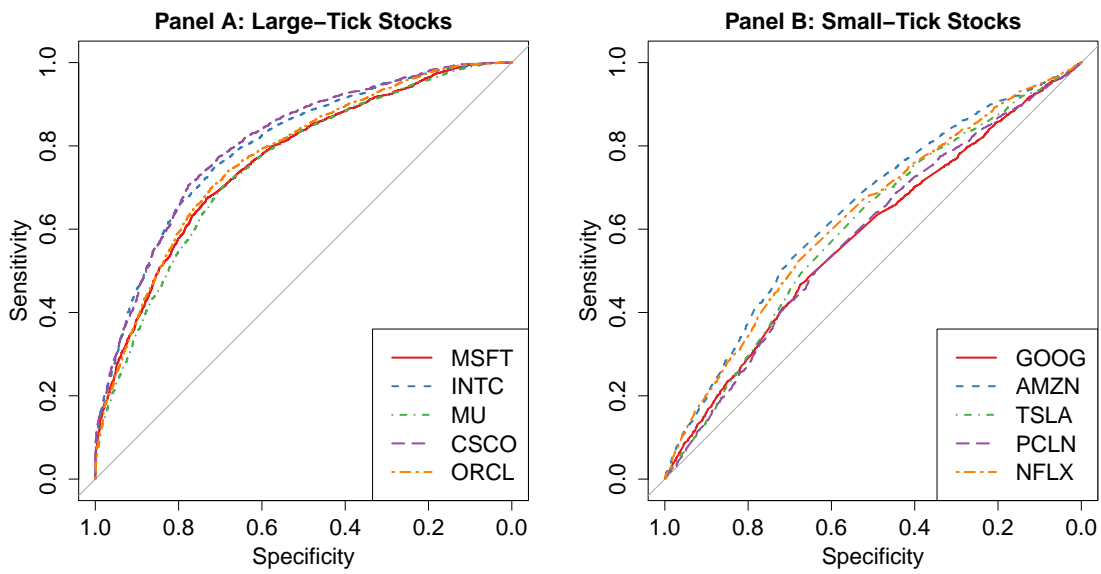 Panel A: Large−Tick Stocks
Sensitivity
1.0
0.8
0.6
0.4
0.2
0.0
MSFT
INTC
MU
CSCO
ORCL
1.0 0.8 0.6 0.4 0.2 0.0
Specificity
Panel B: Small−Tick Stocks
Sensitivity
1.0
0.8
0.6
0.4
0.2
0.0
GOOG
AMZN
TSLA
PCLN
NFLX
1.0 0.8 0.6 0.4 0.2 0.0
Specificity